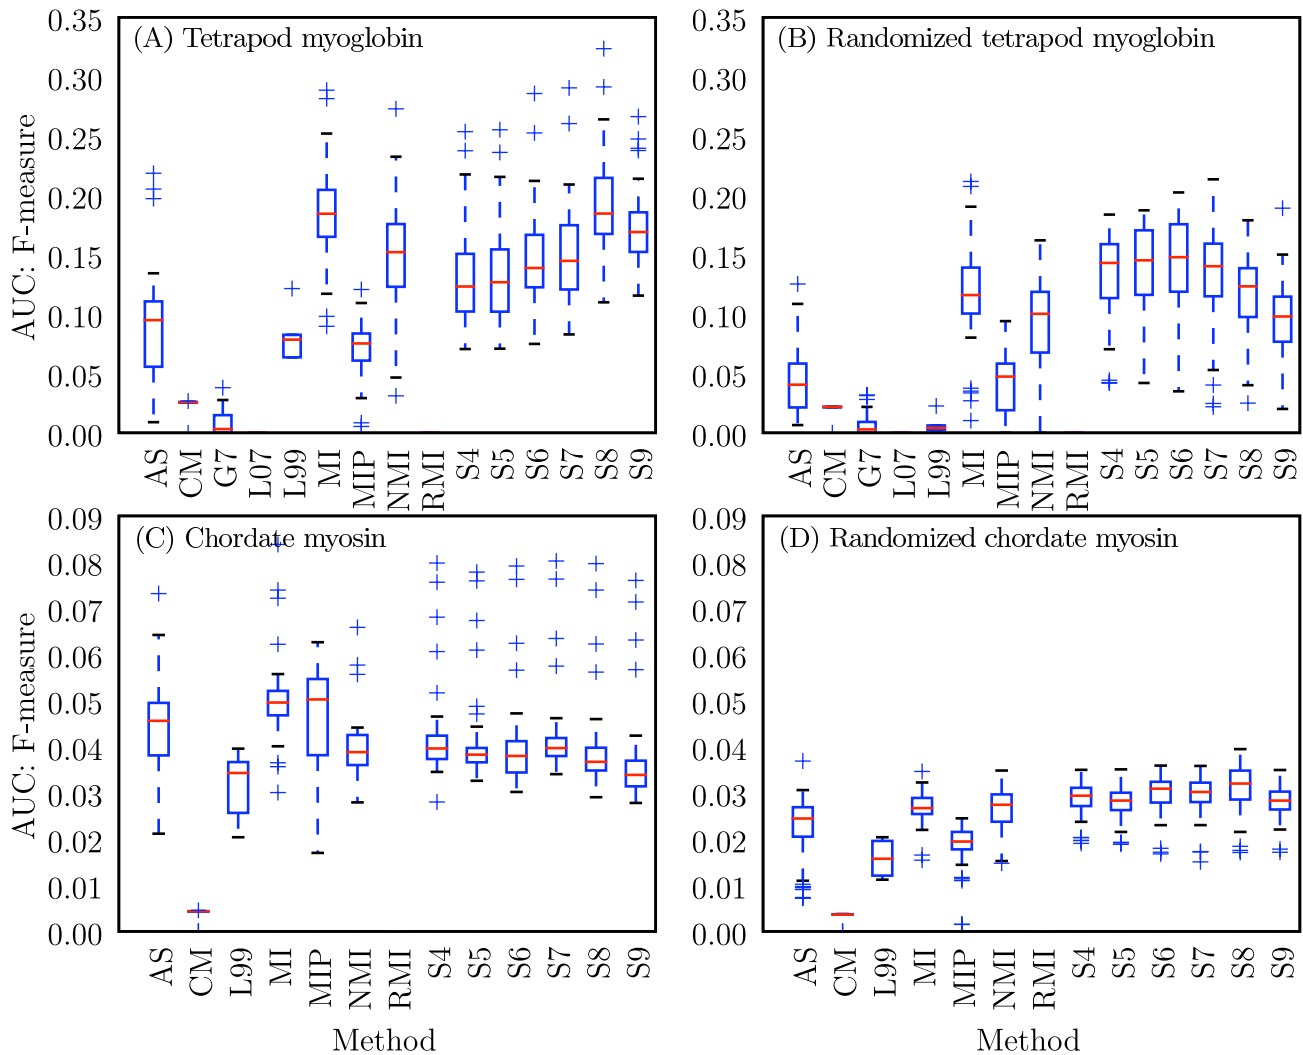 (A) Tetrapod myoglobin
AUC: F-measure
0.35
0.30
0.25
0.20
0.15
0.10
0.05
0.00
AS
CM
G7
L07
L99
MI
MIP
NMI
RMI
S4
S5
S6
S7
S8
S9
(B) Randomized tetrapod myoglobin
0.35
0.30
0.25
0.20
0.15
0.10
0.05
0.00
AS
CM
G7
L07
L99
MI
MIP
NMI
RMI
S4
S5
S6
S7
S8
S9
(C) Chordate myosin
AUC: F-measure
0.09
0.08
0.07
0.06
0.05
0.04
0.03
0.02
0.01
0.00
AS
CM
L99
MI
MIP
NMI
RMI
S4
S5
S6
S7
S8
S9
Method
(D) Randomized chordate myosin
0.09
0.08
0.07
0.06
0.05
0.04
0.03
0.02
0.01
0.00
AS
CM
L99
MI
MIP
NMI
RMI
S4
S5
S6
S7
S8
S9
Method